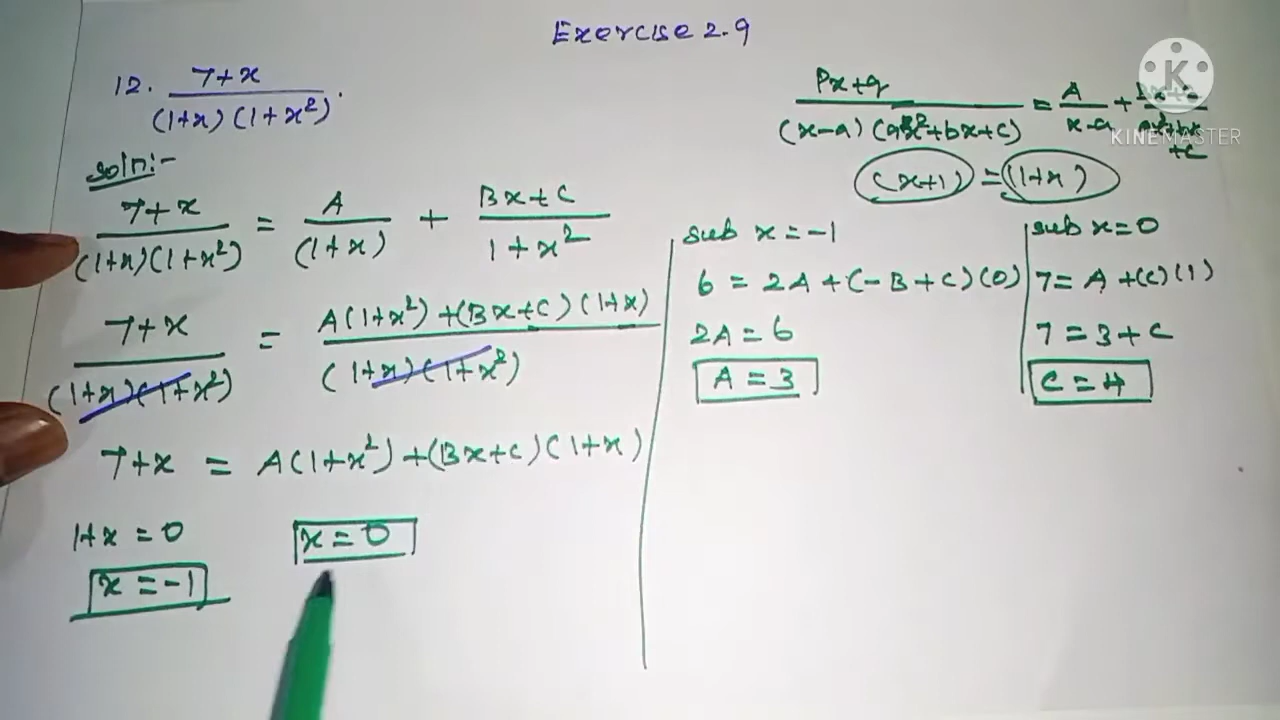 Exercise 2.9
12. 7+x / (1+x)(1+x²).
Soln:-
7+x / (1+x)(1+x²) = A / (1+x) + Bx+C / 1+x²
7+x / (1+x)(1+x²) = A(1+x²)+(Bx+C)(1+x) / (1+x)(1+x²)
7+x = A(1+x²)+(Bx+C)(1+x)
1+x = 0
x = -1
x = 0
Px+q / (x-a)(ax²+bx+c) = A / x-a +
(x+1) = (1+x)
sub x = -1
6 = 2A+(-B+C)(0)
2A = 6
A = 3
sub x = 0
7 = A+(C)(1)
7 = 3+C
C = 4
K
KINEMASTER